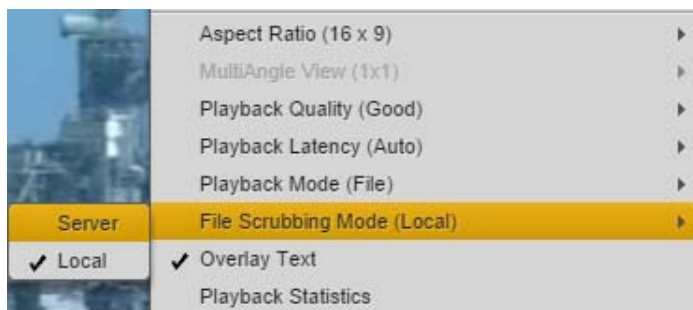 Aspect Ratio (16 x 9)
MultiAngle View (1x1)
Playback Quality (Good)
Playback Latency (Auto)
Playback Mode (File)
File Scrubbing Mode (Local)
Server
Local
Overlay Text
Playback Statistics